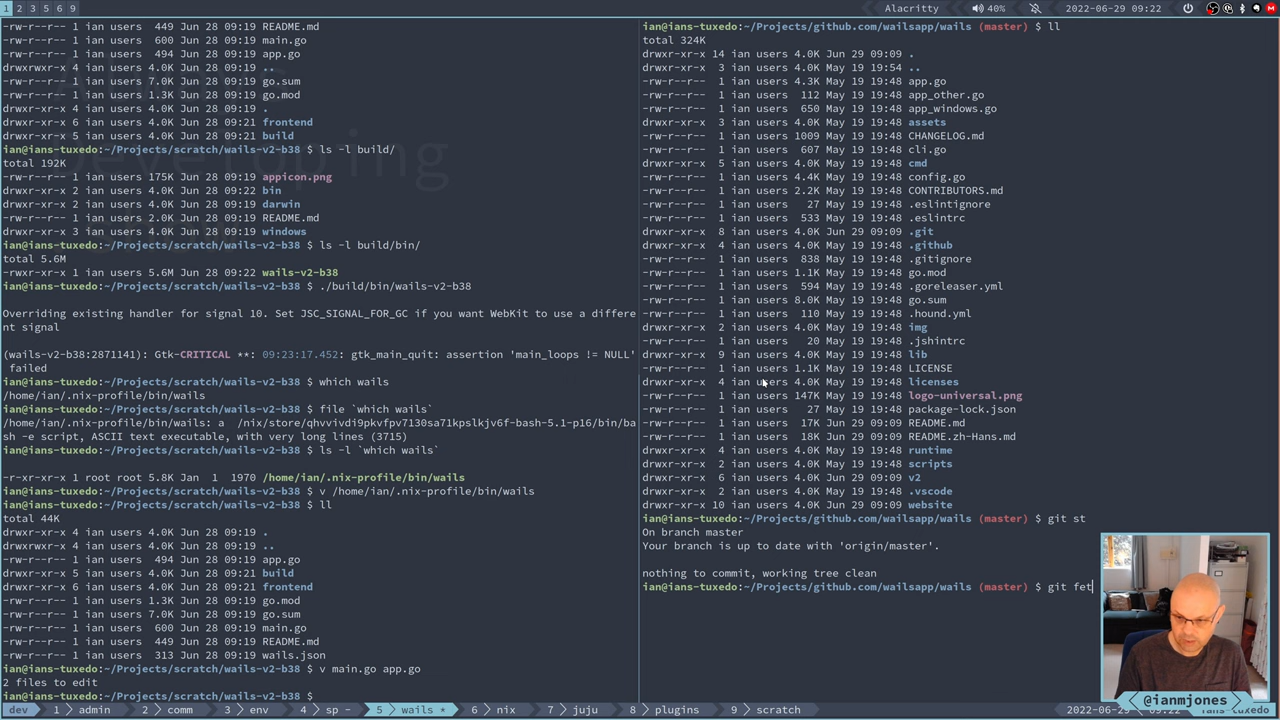 1 2 3 5 6 9
Alacritty
40%
2022-06-29 09:22
-rw-r--r-- 1 ian users  449 Jun 28 09:19 README.md
-rw-r--r-- 1 ian users  600 Jun 28 09:19 main.go
-rw-r--r-- 1 ian users  494 Jun 28 09:19 app.go
drwxrwxrwx 4 ian users 4.0K Jun 28 09:19 ..
-rw-r--r-- 1 ian users 7.0K Jun 28 09:19 go.sum
-rw-r--r-- 1 ian users 1.3K Jun 28 09:19 go.mod
drwxr-xr-x 4 ian users 4.0K Jun 28 09:19 .
drwxr-xr-x 6 ian users 4.0K Jun 28 09:21 frontend
drwxr-xr-x 5 ian users 4.0K Jun 28 09:21 build
ian@ians-tuxedo:~/Projects/scratch/wails-v2-b38 $ ls -l build/
total 192K
-rw-r--r-- 1 ian users 175K Jun 28 09:19 appicon.png
drwxr-xr-x 2 ian users 4.0K Jun 28 09:22 bin
drwxr-xr-x 2 ian users 4.0K Jun 28 09:19 darwin
-rw-r--r-- 1 ian users 2.0K Jun 28 09:19 README.md
drwxr-xr-x 3 ian users 4.0K Jun 28 09:19 windows
ian@ians-tuxedo:~/Projects/scratch/wails-v2-b38 $ ls -l build/bin/
total 5.6M
-rwxr-xr-x 1 ian users 5.6M Jun 28 09:22 wails-v2-b38
ian@ians-tuxedo:~/Projects/scratch/wails-v2-b38 $ ./build/bin/wails-v2-b38
Overriding existing handler for signal 10. Set JSC_SIGNAL_FOR_GC if you want WebKit to use a differe
nt signal
(wails-v2-b38:2871141): Gtk-CRITICAL **: 09:23:17.452: gtk_main_quit: assertion 'main_loops != NULL'
 failed
ian@ians-tuxedo:~/Projects/scratch/wails-v2-b38 $ which wails
/home/ian/.nix-profile/bin/wails
ian@ians-tuxedo:~/Projects/scratch/wails-v2-b38 $ file `which wails`
/home/ian/.nix-profile/bin/wails: a  /nix/store/qhvvivdi9pkvfpv7130sa71kpslkjv6f-bash-5.1-p16/bin/ba
sh -e script, ASCII text executable, with very long lines (3715)
ian@ians-tuxedo:~/Projects/scratch/wails-v2-b38 $ ls -l `which wails`
-r-xr-xr-x 1 root root 5.8K Jan  1  1970 /home/ian/.nix-profile/bin/wails
ian@ians-tuxedo:~/Projects/scratch/wails-v2-b38 $ v /home/ian/.nix-profile/bin/wails
ian@ians-tuxedo:~/Projects/scratch/wails-v2-b38 $ ll
total 44K
drwxr-xr-x 4 ian users 4.0K Jun 28 09:19 .
drwxrwxrwx 4 ian users 4.0K Jun 28 09:19 ..
-rw-r--r-- 1 ian users  494 Jun 28 09:19 app.go
drwxr-xr-x 5 ian users 4.0K Jun 28 09:21 build
drwxr-xr-x 6 ian users 4.0K Jun 28 09:21 frontend
-rw-r--r-- 1 ian users 1.3K Jun 28 09:19 go.mod
-rw-r--r-- 1 ian users 7.0K Jun 28 09:19 go.sum
-rw-r--r-- 1 ian users  600 Jun 28 09:19 main.go
-rw-r--r-- 1 ian users  449 Jun 28 09:19 README.md
-rw-r--r-- 1 ian users  313 Jun 28 09:19 wails.json
ian@ians-tuxedo:~/Projects/scratch/wails-v2-b38 $ v main.go app.go
2 files to edit
ian@ians-tuxedo:~/Projects/scratch/wails-v2-b38 $
ian@ians-tuxedo:~/Projects/github.com/wailsapp/wails (master) $ ll
total 324K
drwxr-xr-x 14 ian users 4.0K Jun 29 09:09 .
drwxr-xr-x  3 ian users 4.0K May 19 19:54 ..
-rw-r--r--  1 ian users 4.3K May 19 19:48 app.go
-rw-r--r--  1 ian users  112 May 19 19:48 app_other.go
-rw-r--r--  1 ian users  650 May 19 19:48 app_windows.go
drwxr-xr-x  3 ian users 4.0K May 19 19:48 assets
-rw-r--r--  1 ian users 1009 May 19 19:48 CHANGELOG.md
-rw-r--r--  1 ian users  607 May 19 19:48 cli.go
drwxr-xr-x  5 ian users 4.0K May 19 19:48 cmd
-rw-r--r--  1 ian users 4.4K May 19 19:48 config.go
-rw-r--r--  1 ian users 2.2K May 19 19:48 CONTRIBUTORS.md
-rw-r--r--  1 ian users   27 May 19 19:48 .eslintignore
-rw-r--r--  1 ian users  533 May 19 19:48 .eslintrc
drwxr-xr-x  8 ian users 4.0K Jun 29 09:21 .git
drwxr-xr-x  4 ian users 4.0K May 19 19:48 .github
-rw-r--r--  1 ian users  838 May 19 19:48 .gitignore
-rw-r--r--  1 ian users 1.1K May 19 19:48 go.mod
-rw-r--r--  1 ian users  594 May 19 19:48 .goreleaser.yml
-rw-r--r--  1 ian users 8.0K May 19 19:48 go.sum
-rw-r--r--  1 ian users  110 May 19 19:48 .hound.yml
drwxr-xr-x  2 ian users 4.0K May 19 19:48 img
-rw-r--r--  1 ian users   20 May 19 19:48 .jshintrc
drwxr-xr-x  9 ian users 4.0K May 19 19:48 lib
-rw-r--r--  1 ian users 1.1K May 19 19:48 LICENSE
drwxr-xr-x  4 ian users 4.0K May 19 19:48 licenses
-rw-r--r--  1 ian users 147K May 19 19:48 logo-universal.png
-rw-r--r--  1 ian users   27 May 19 19:48 package-lock.json
-rw-r--r--  1 ian users  17K Jun 29 09:09 README.md
-rw-r--r--  1 ian users  18K Jun 29 09:09 README.zh-Hans.md
drwxr-xr-x  4 ian users 4.0K May 19 19:48 runtime
drwxr-xr-x  2 ian users 4.0K May 19 19:48 scripts
drwxr-xr-x  6 ian users 4.0K Jun 29 09:09 v2
drwxr-xr-x  2 ian users 4.0K May 19 19:48 .vscode
drwxr-xr-x 10 ian users 4.0K Jun 29 09:09 website
ian@ians-tuxedo:~/Projects/github.com/wailsapp/wails (master) $ git st
On branch master
Your branch is up to date with 'origin/master'.
nothing to commit, working tree clean
ian@ians-tuxedo:~/Projects/github.com/wailsapp/wails (master) $ git fet
@ianmjones
dev 1 admin 2 comm 3 env 4 sp - 5 wails * 6 nix 7 juju 8 plugins 9 scratch